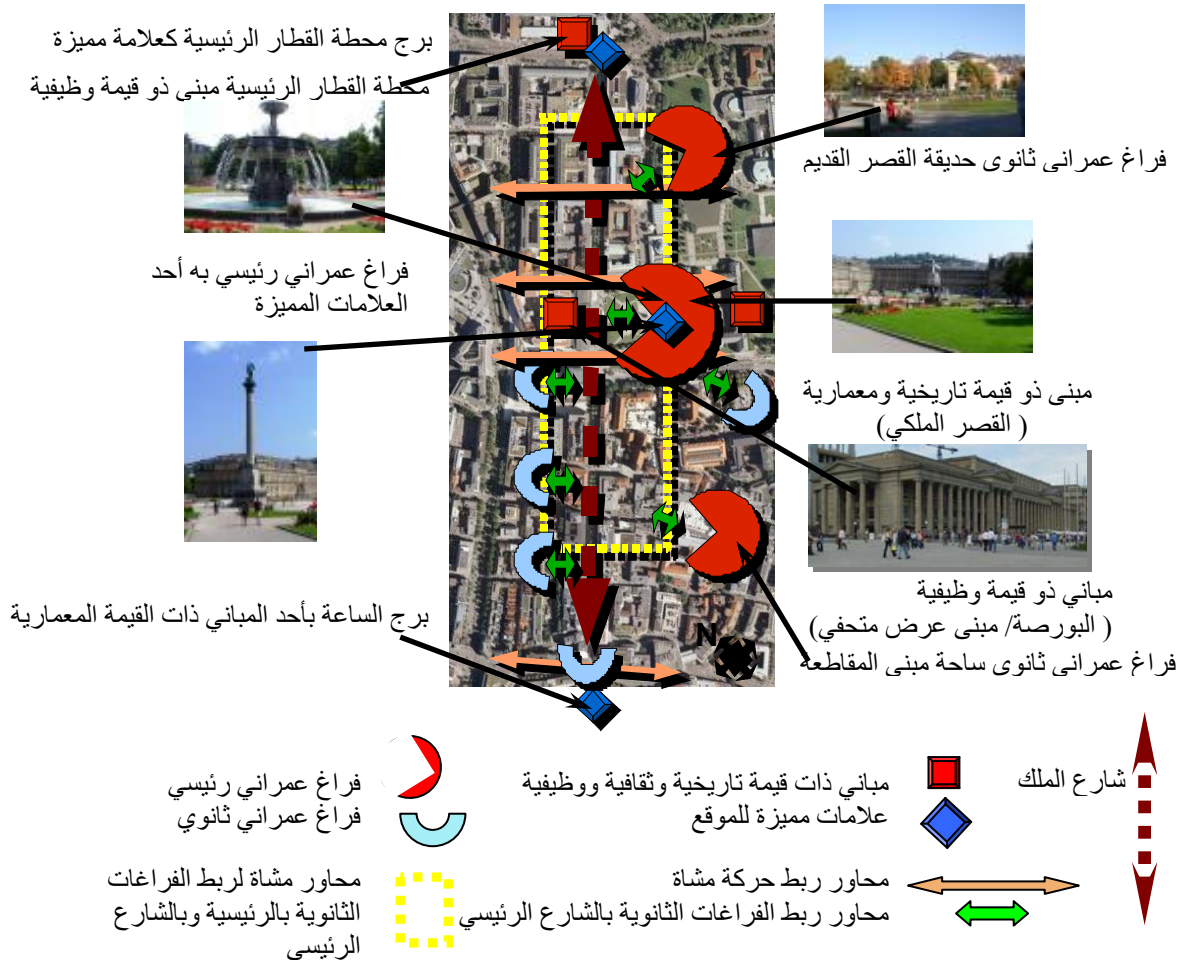 برج محطة القطار الرئيسية كعلامة مميزة
محطة القطار الرئيسية مبنى ذو قيمة وظيفية
فراغ عمرانى ثانوى حديقة القصر القديم
فراغ عمراني رئيسي به أحد
العلامات المميزة
مبنى ذو قيمة تاريخية ومعمارية
( القصر الملكي)
مباني ذو قيمة وظيفية
( البورصة/ مبنى عرض متحفي)
برج الساعة بأحد المباني ذات القيمة المعمارية
N
فراغ عمرانى ثانوى ساحة مبنى المقاطعة
شارع الملك
مباني ذات قيمة تاريخية وثقافية ووظيفية
علامات مميزة للموقع
فراغ عمراني رئيسي
فراغ عمراني ثانوي
محاور ربط حركة مشاة
محاور ربط الفراغات الثانوية بالشارع الرئيسي
محاور مشاة لربط الفراغات
الثانوية بالرئيسية وبالشارع
الرئيسي